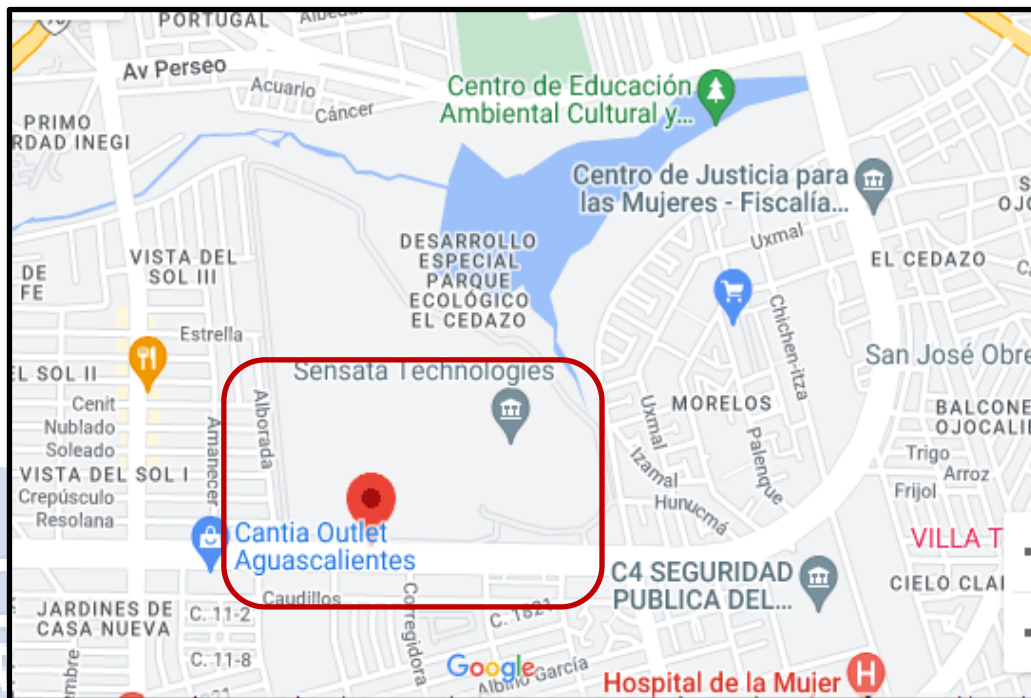 PORTUGAL
Av Perseo
Acuario
Cáncer
Centro de Educación
Ambiental Cultural y...
PRIMO
RDAD INEGI
Centro de Justicia para
las Mujeres - Fiscalía...
Uxmal
EL CEDAZO
DESARROLLO
ESPECIAL
PARQUE
ECOLÓGICO
EL CEDAZO
VISTA DEL
SOL III
DE
FE
Chichen-itza
Estrella
San José Obre
EL SOL II
Sensata Technologies
Cenit
Nublado
Soleado
Alborada
Amanecer
Uxmal
MORELOS
BALCONE
OJOCALIE
Izamal
Palenque
Trigo
Arroz
Frijol
VISTA DEL SOL I
Crepúsculo
Resolana
Hunucmá
Cantia Outlet
Aguascalientes
VILLA T
C4 SEGURIDAD
PUBLICA DEL...
CIELO CLAI
Caudillos
Corregidora
C. 1821
JARDINES DE
CASA NUEVA
C. 11-2
C. 11-8
Google
Albino García
Hospital de la Mujer
H